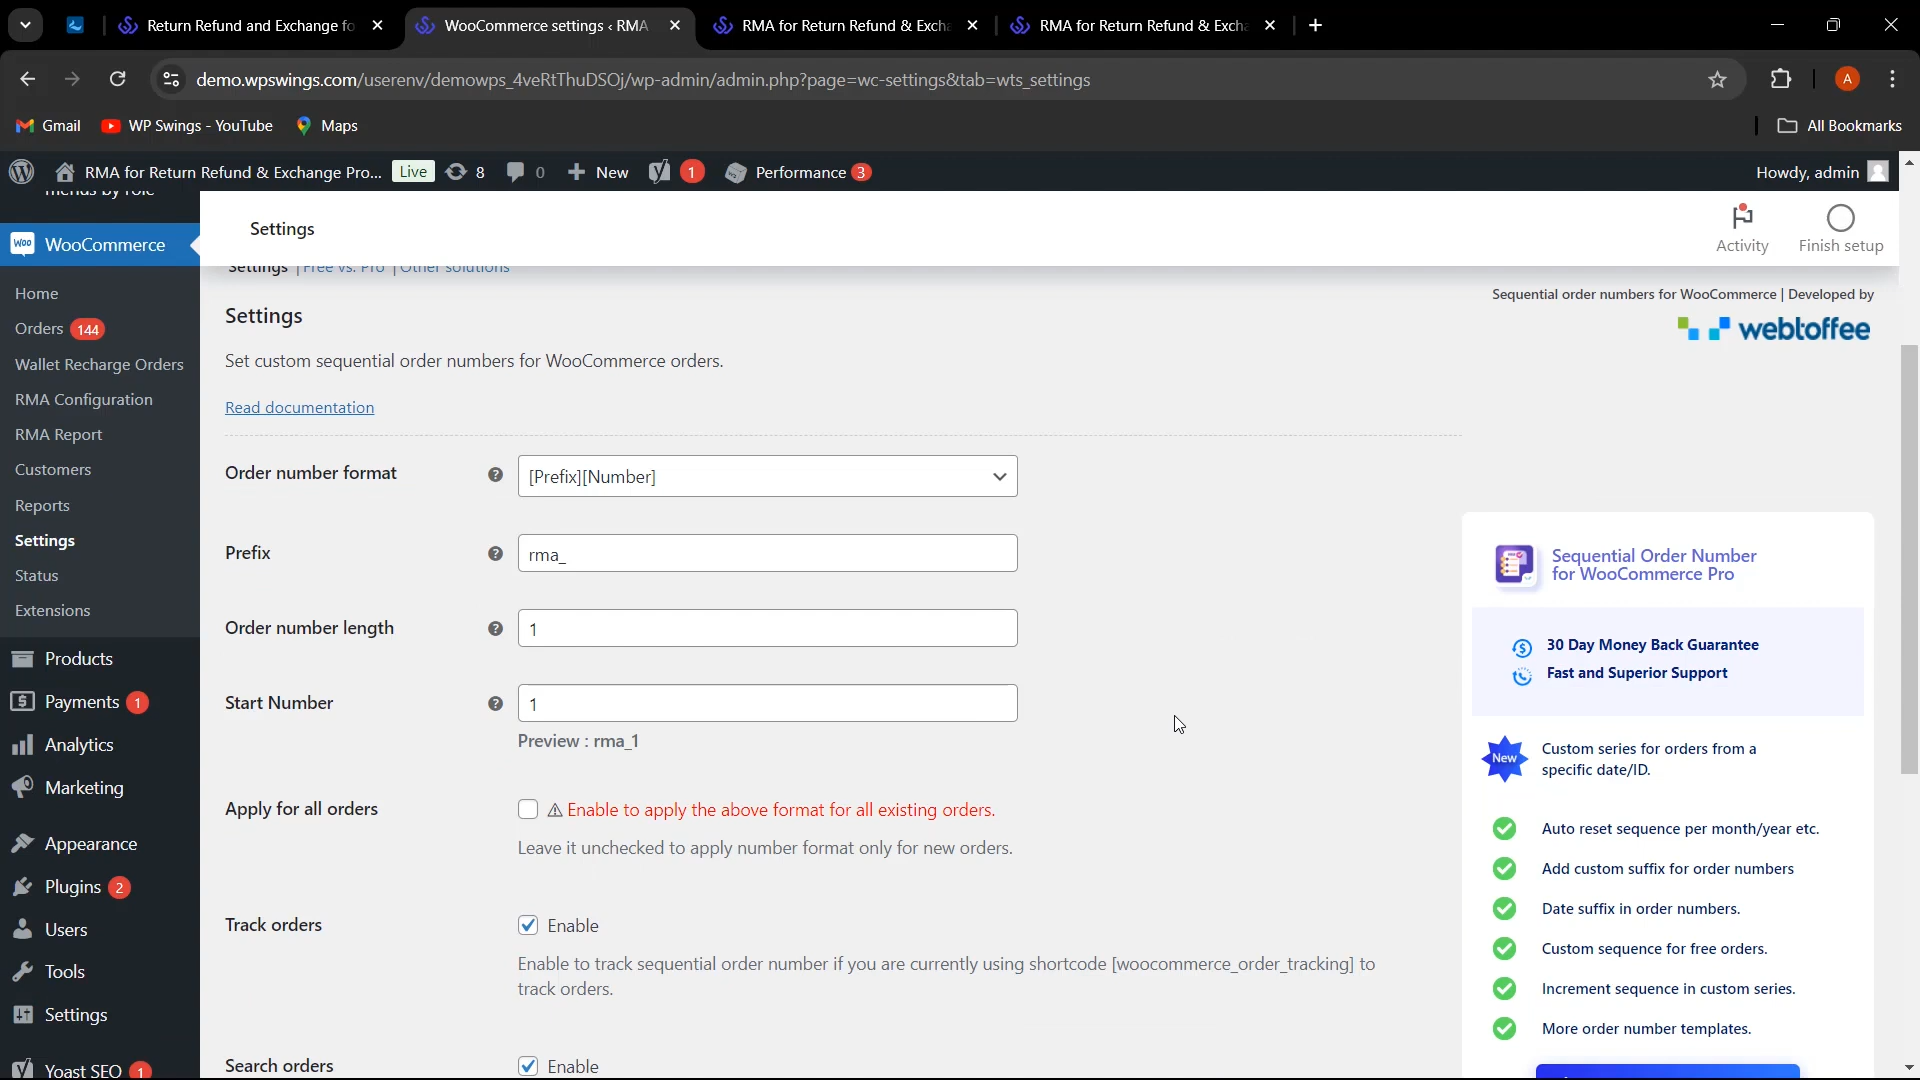 Return Refund and Exchange fo
WooCommerce settings ‹ RMA
RMA for Return Refund & Excha
RMA for Return Refund & Excha
demo.wpswings.com/userenv/demowps_4veRtThuDSOj/wp-admin/admin.php?page=wc-settings&tab=wts_settings
A
Gmail
WP Swings - YouTube
Maps
All Bookmarks
RMA for Return Refund & Exchange Pro...
Live
8
0
New
1
Performance 3
Howdy, admin
menus by role
WooCommerce
Home
Orders 144
Wallet Recharge Orders
RMA Configuration
RMA Report
Customers
Reports
Settings
Status
Extensions
Products
Payments 1
Analytics
Marketing
Appearance
Plugins 2
Users
Tools
Settings
Yoast SEO 1
Settings
Activity
Finish setup
Settings | Free vs. Pro | Other solutions
Sequential order numbers for WooCommerce | Developed by
webtoffee
Settings
Set custom sequential order numbers for WooCommerce orders.
Read documentation
Order number format
[Prefix][Number]
Prefix
rma_
Order number length
1
Start Number
1
Preview : rma_1
Apply for all orders
⚠ Enable to apply the above format for all existing orders.
Leave it unchecked to apply number format only for new orders.
Track orders
Enable
Enable to track sequential order number if you are currently using shortcode [woocommerce_order_tracking] to
track orders.
Search orders
Enable
Sequential Order Number
for WooCommerce Pro
30 Day Money Back Guarantee
Fast and Superior Support
New
Custom series for orders from a
specific date/ID.
Auto reset sequence per month/year etc.
Add custom suffix for order numbers
Date suffix in order numbers.
Custom sequence for free orders.
Increment sequence in custom series.
More order number templates.